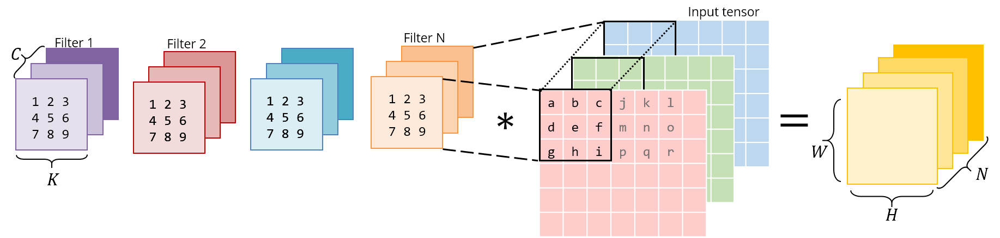 Input tensor
Filter 1
Filter 2
Filter N
C
1 2 3
4 5 6
7 8 9
K
1 2 3
4 5 6
7 8 9
1 2 3
4 5 6
7 8 9
1 2 3
4 5 6
7 8 9
*
a b c j k l
d e f m n o
g h i p q r
=
W
H
N